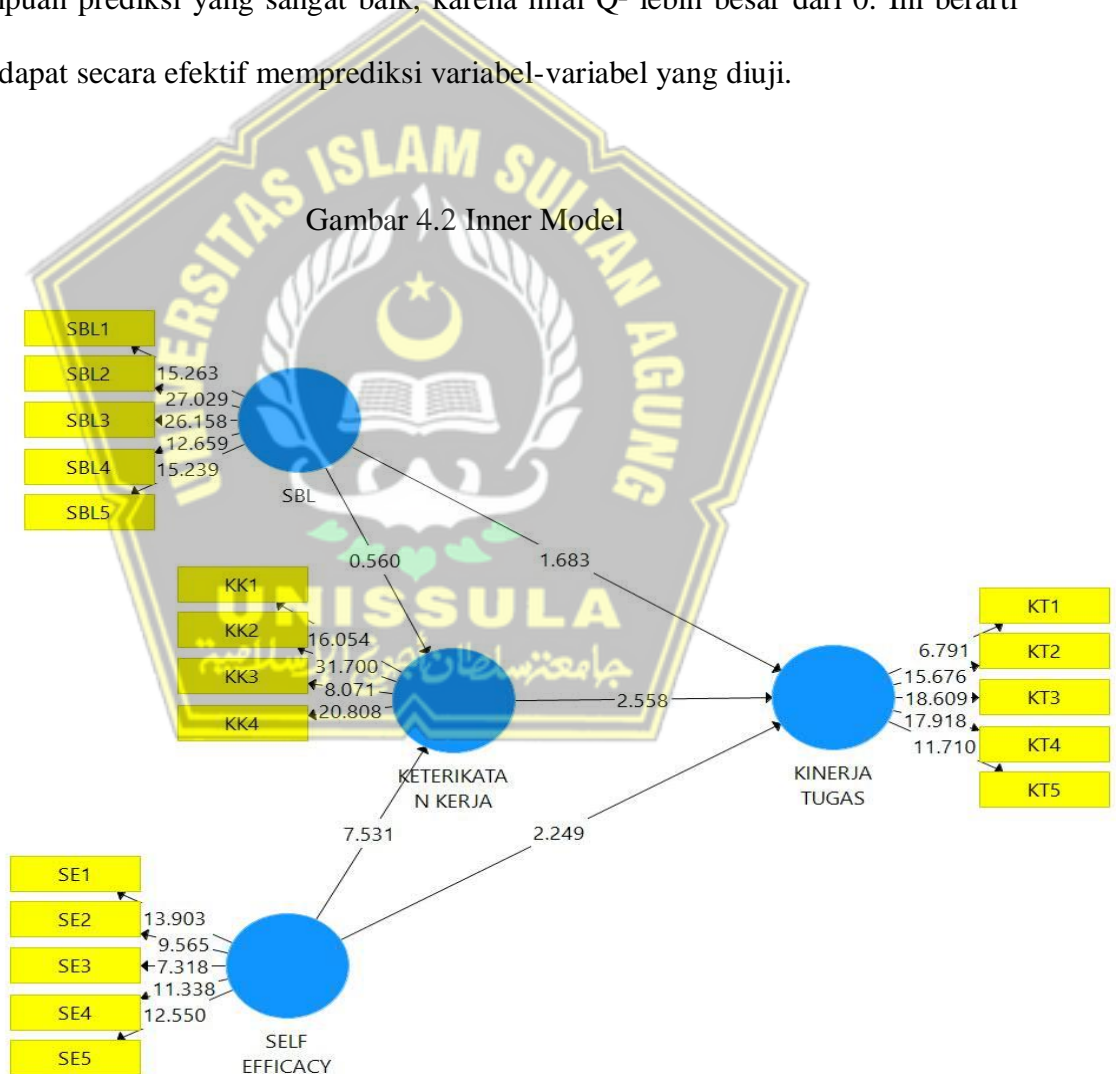 mpuan prediksi yang sangat baik, karena nilai Q² lebih besar dari 0. Ini berarti
dapat secara efektif memprediksi variabel-variabel yang diuji.
UNIVERSITAS ISLAM SULTAN AGUNG
Gambar 4.2 Inner Model
SBL1
SBL2
SBL3
SBL4
SBL5
15.263
27.029
26.158
12.659
15.239
SBL
0.560
1.683
KK1
KK2
KK3
KK4
16.054
31.700
8.071
20.808
UNISSULA
جامعتسلطان أجونج الإسلامية
KETERIKATA
N KERJA
2.558
KT1
KT2
KT3
KT4
KT5
6.791
15.676
18.609
17.918
11.710
KINERJA
TUGAS
7.531
2.249
SE1
SE2
SE3
SE4
SE5
13.903
9.565
7.318
11.338
12.550
SELF
EFFICACY